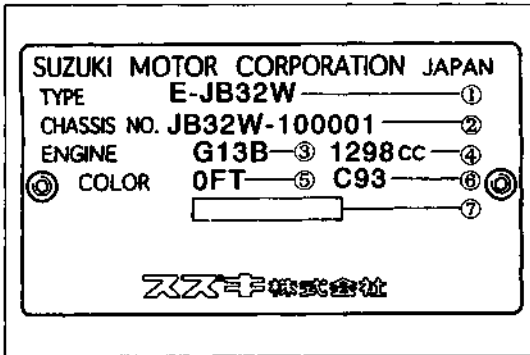 SUZUKI MOTOR CORPORATION JAPAN
TYPE E-JB32W ①
CHASSIS NO. JB32W-100001 ②
ENGINE G13B ③ 1298cc ④
COLOR 0FT ⑤ C93 ⑥
⑦
スズキ株式会社